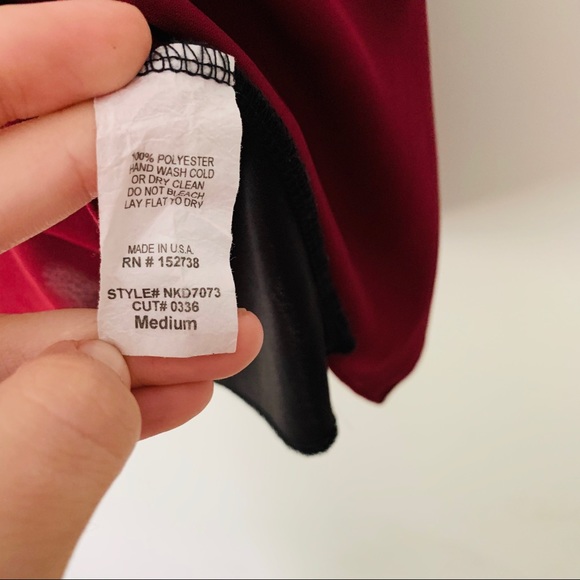 100% POLYESTER
HAND WASH COLD
OR DRY CLEAN
DO NOT BLEACH
LAY FLAT TO DRY
MADE IN U.S.A.
RN # 152738
STYLE# NKD7073
CUT# 0336
Medium